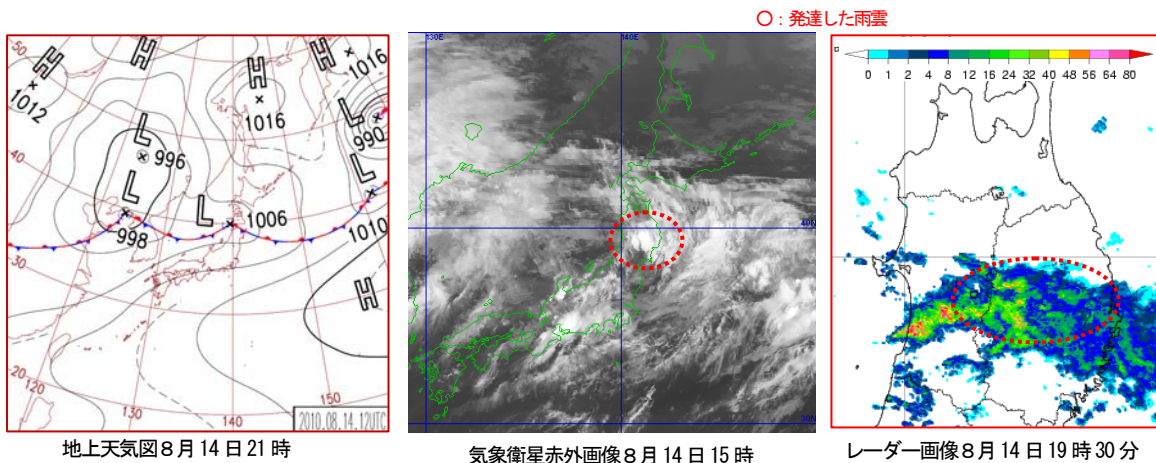 ○：発達した雨雲
50
H
H
H
H
1016
1012
1016
L
990
L
996
40
L
L
L
1006
998
1010
30
H
20
120
130
140
150
2010.08.14.12UTC
130E
140E
40N
30N
0 1 2 4 8 12 16 24 32 40 48 56 64 80
地上天気図８月14日21時
気象衛星赤外画像８月14日15時
レーダー画像８月14日19時30分